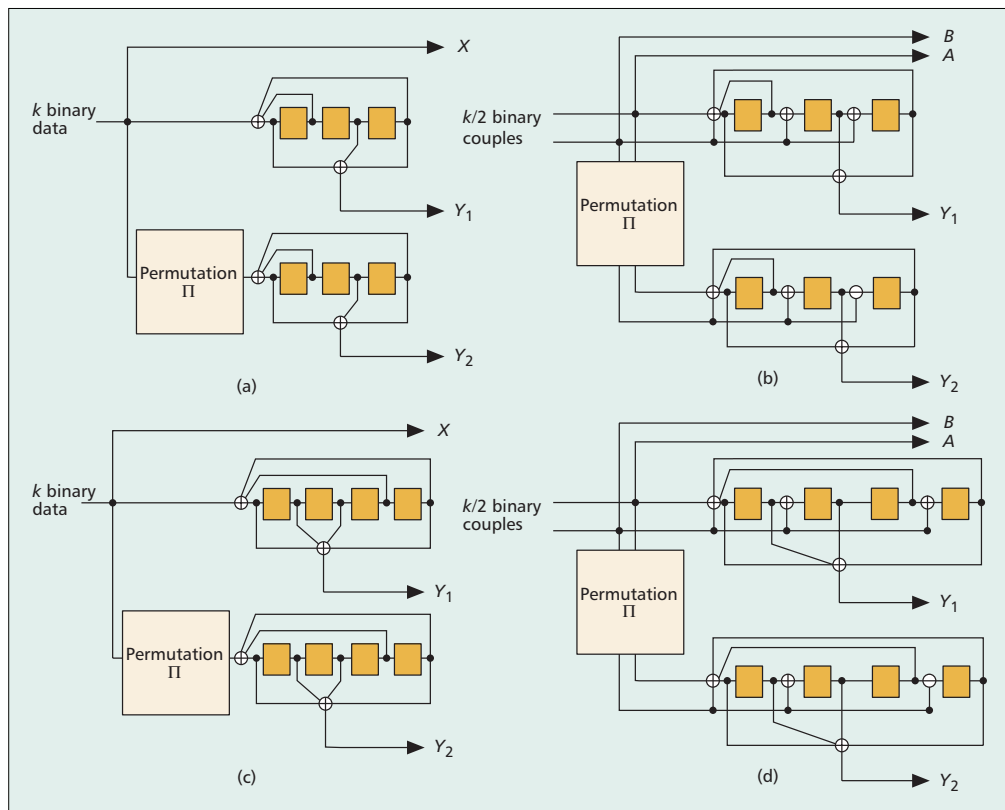 X
k binary
data
Y1
Permutation
Π
Y2
(a)
B
A
k/2 binary
couples
Permutation
Π
Y1
Y2
(b)
X
k binary
data
Y1
Permutation
Π
Y2
(c)
B
A
k/2 binary
couples
Permutation
Π
Y1
Y2
(d)